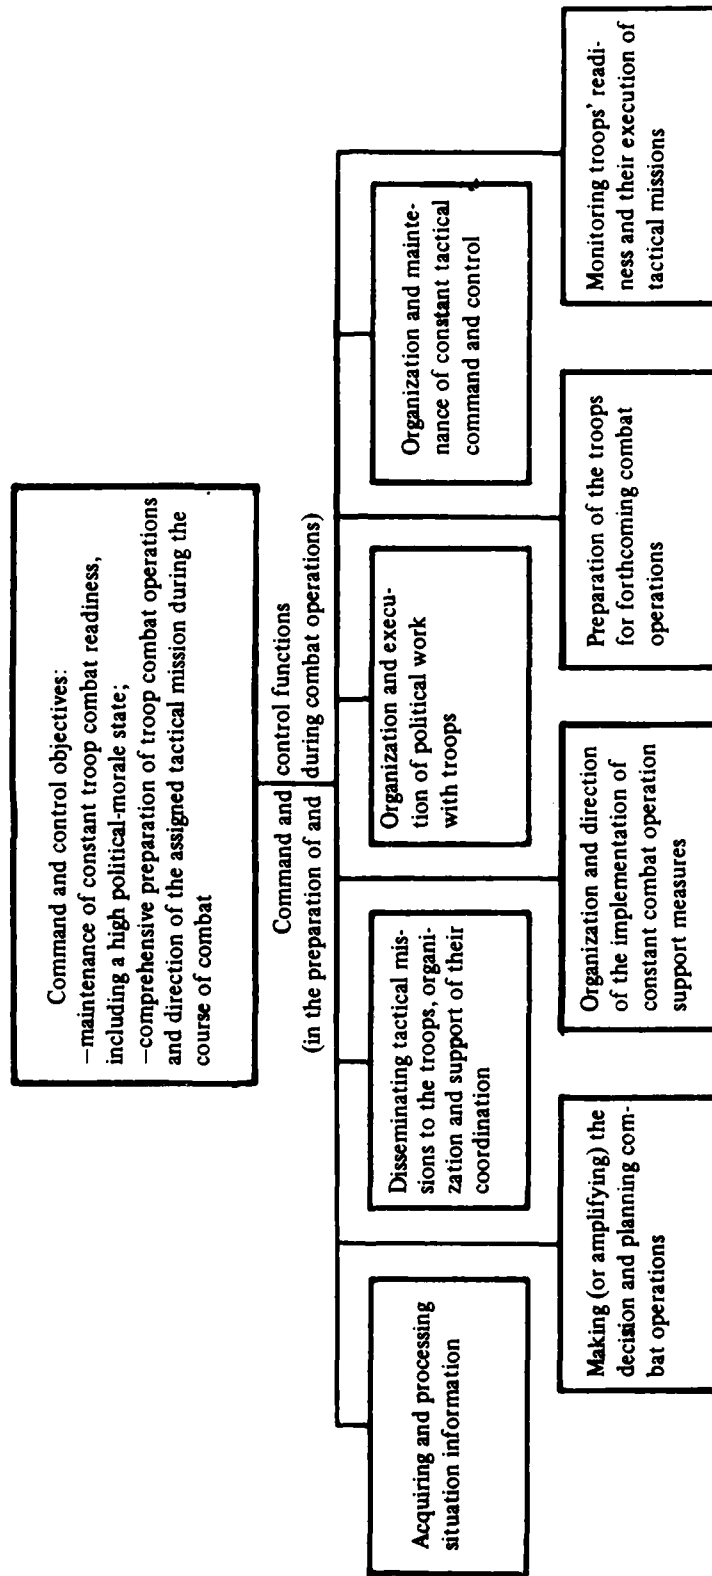 Command and control objectives:
—maintenance of constant troop combat readiness,
including a high political-morale state;
—comprehensive preparation of troop combat operations
and direction of the assigned tactical mission during the
course of combat
Command and control functions
(in the preparation of and during combat operations)
Acquiring and processing
situation information
Making (or amplifying) the
decision and planning com-
bat operations
Disseminating tactical mis-
sions to the troops, organi-
zation and support of their
coordination
Organization and direction
of the implementation of
constant combat operation
support measures
Organization and execu-
tion of political work
with troops
Preparation of the troops
for forthcoming combat
operations
Organization and mainte-
nance of constant tactical
command and control
Monitoring troops' readi-
ness and their execution of
tactical missions